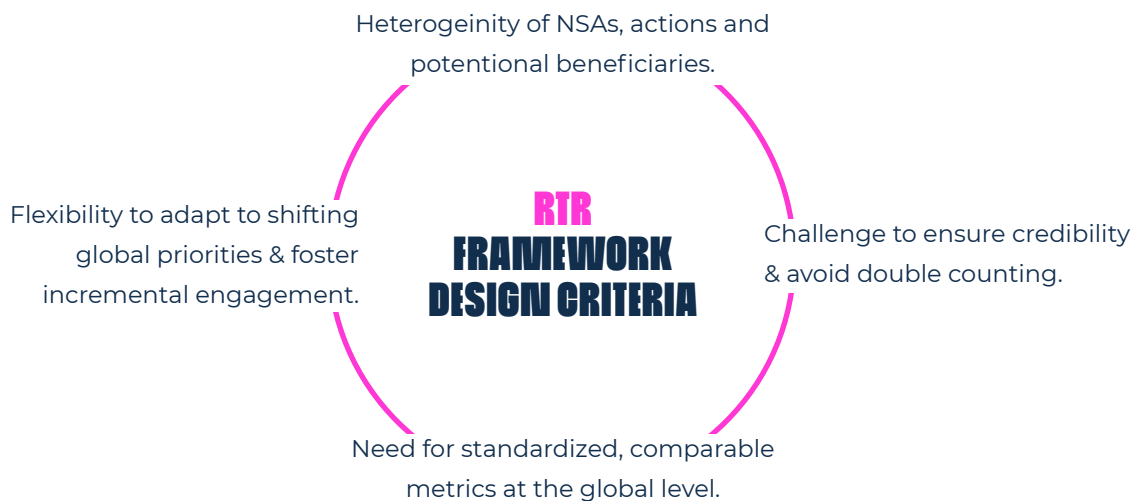 Heterogeinity of NSAs, actions and
potentional beneficiaries.
Flexibility to adapt to shifting
global priorities & foster
incremental engagement.
RTR
FRAMEWORK
DESIGN CRITERIA
Challenge to ensure credibility
& avoid double counting.
Need for standardized, comparable
metrics at the global level.